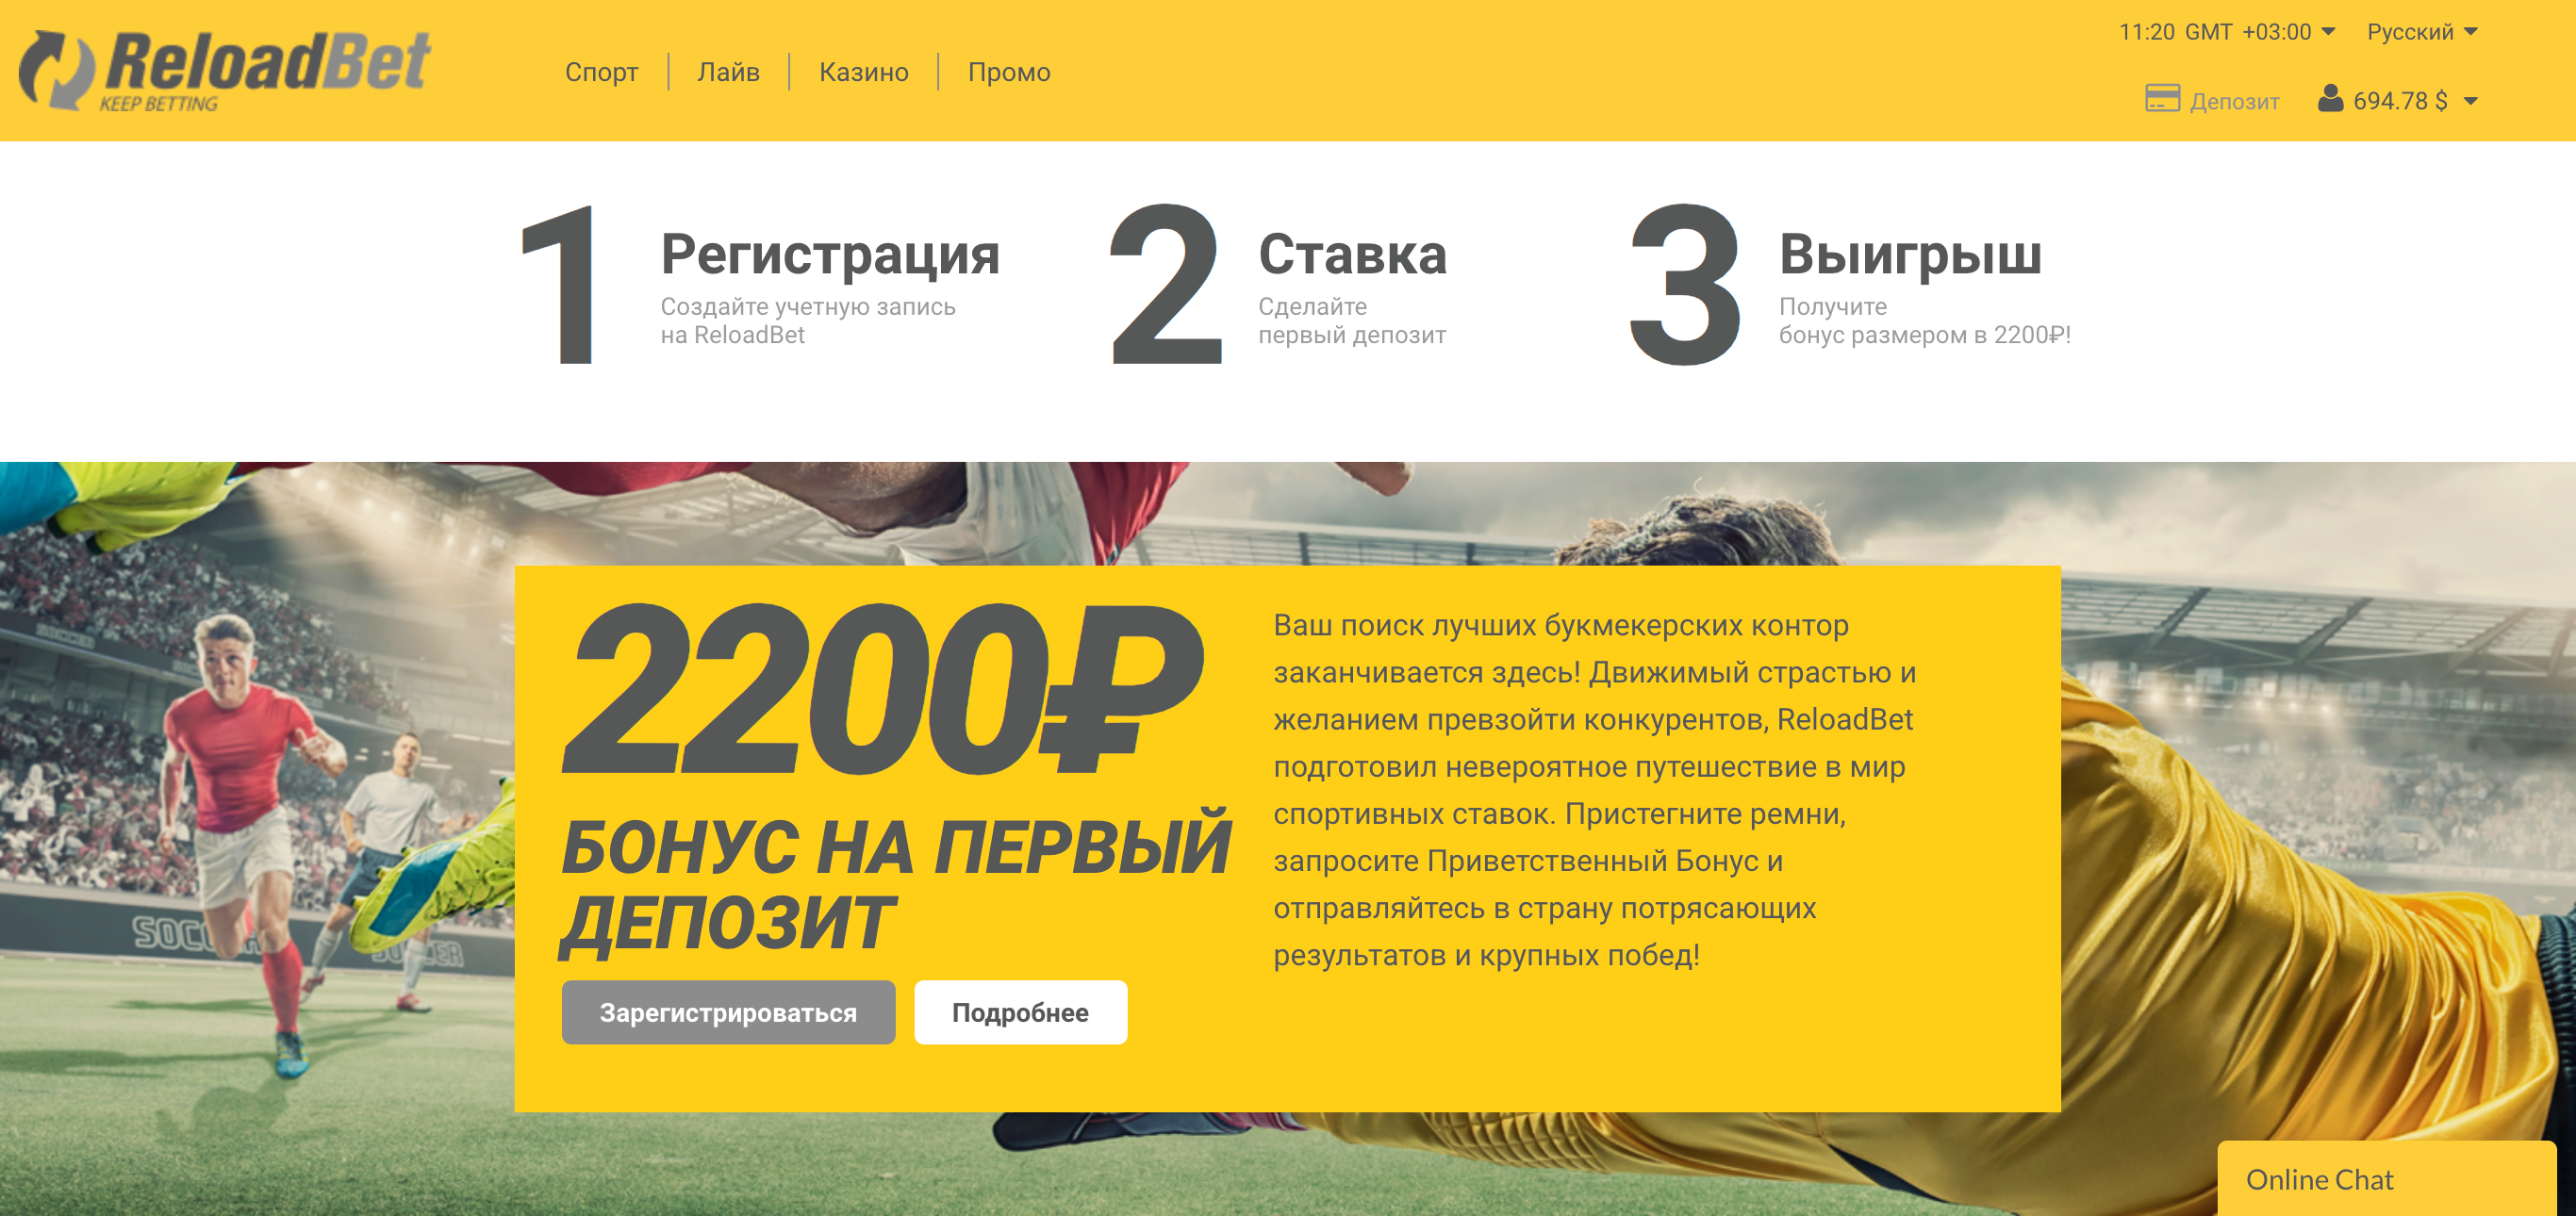 ReloadBet
KEEP BETTING
Спорт
Лайв
Казино
Промо
11:20 GMT +03:00
Русский
Депозит
694.78 $
1
Регистрация
Создайте учетную запись
на ReloadBet
2
Ставка
Сделайте
первый депозит
3
Выигрыш
Получите
бонус размером в 2200₽!
2200₽
БОНУС НА ПЕРВЫЙ
ДЕПОЗИТ
Зарегистрироваться
Подробнее
Ваш поиск лучших букмекерских контор
заканчивается здесь! Движимый страстью и
желанием превзойти конкурентов, ReloadBet
подготовил невероятное путешествие в мир
спортивных ставок. Пристегните ремни,
запросите Приветственный Бонус и
отправляйтесь в страну потрясающих
результатов и крупных побед!
SOCCER
SOCCER
Online Chat